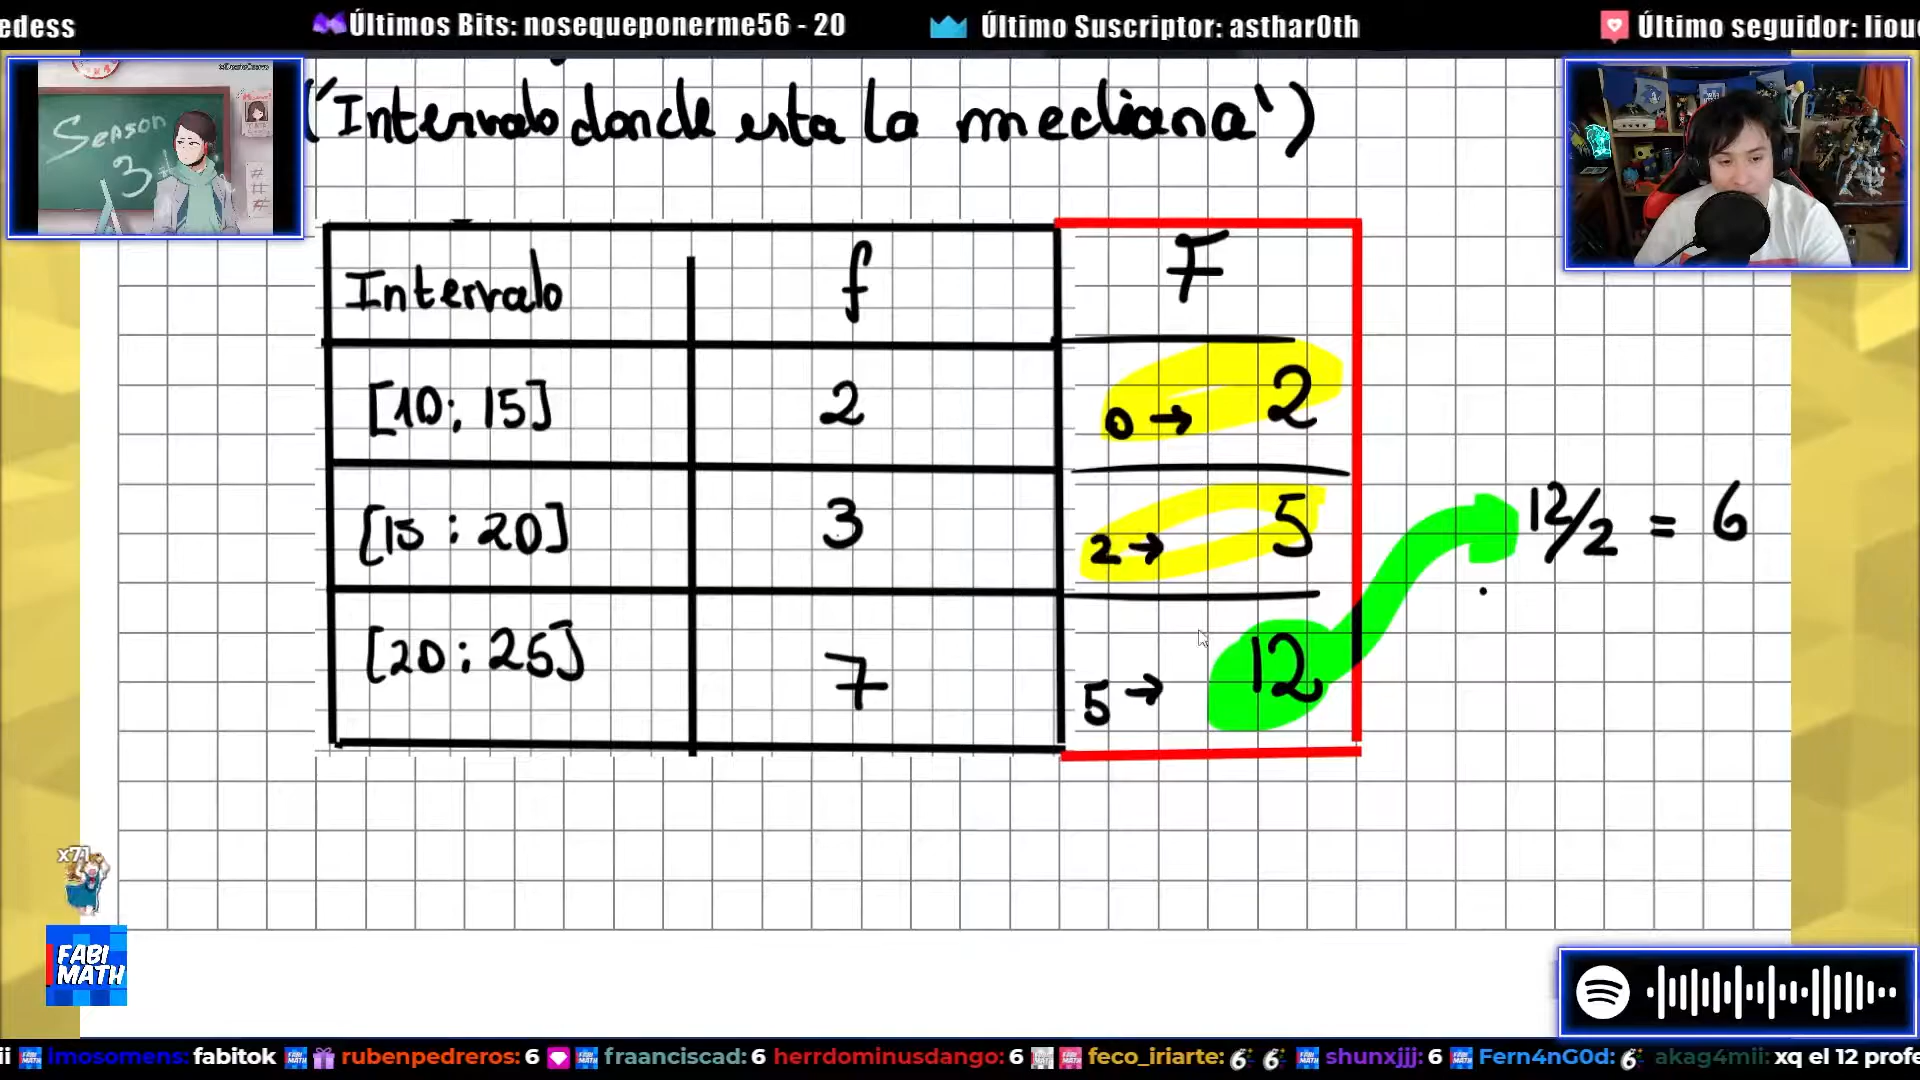 edess
Últimos Bits: nosequeponerme56 - 20
Último Suscriptor: asthar0th
Último seguidor: liou
Season
3
('Intervalo donde esta la mediana')
Intervalo f F
[10; 15] 2 0 → 2
[15 : 20] 3 2 → 5
12/2 = 6
[20 : 25] 7 5 → 12
x71
FABI
MATH
ii imosomens: fabitok rubenpedreros: 6 fraanciscad: 6 herrdominusdango: 6 feco_iriarte: 6 6 shunxjjj: 6 Fern4nG0d: 6 akag4mii: xq el 12 profe